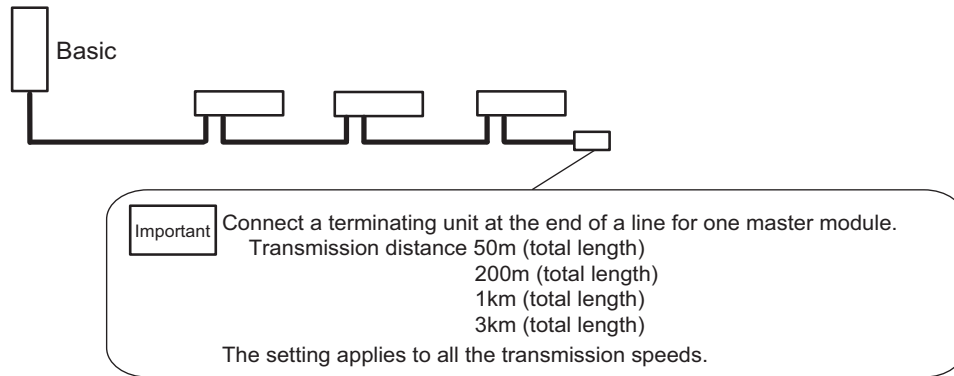 Basic
Important
Connect a terminating unit at the end of a line for one master module.
Transmission distance 50m (total length)
200m (total length)
1km (total length)
3km (total length)
The setting applies to all the transmission speeds.